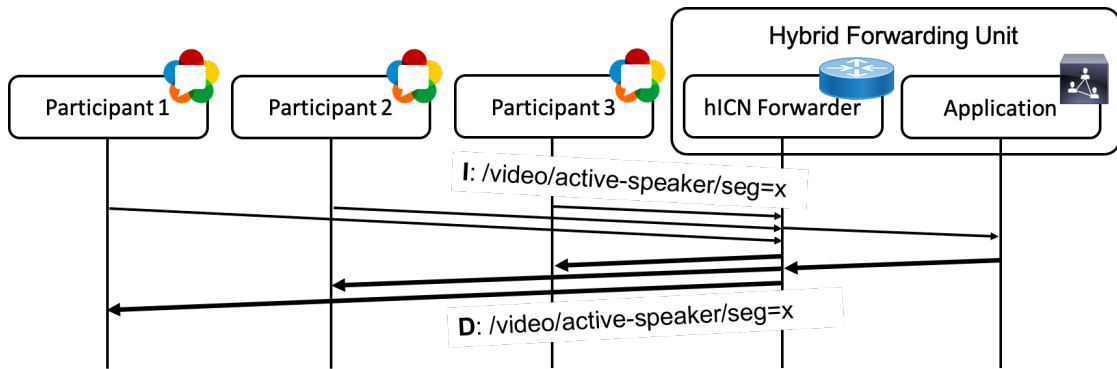 Hybrid Forwarding Unit
Participant 1
Participant 2
Participant 3
hICN Forwarder
Application
I: /video/active-speaker/seg=x
D: /video/active-speaker/seg=x